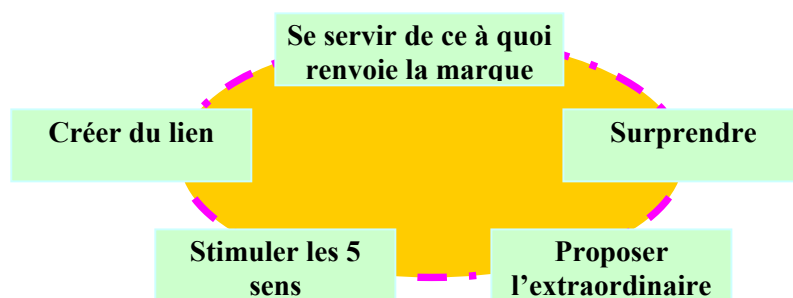 Se servir de ce à quoi
renvoie la marque
Créer du lien
Surprendre
Stimuler les 5
sens
Proposer
l’extraordinaire